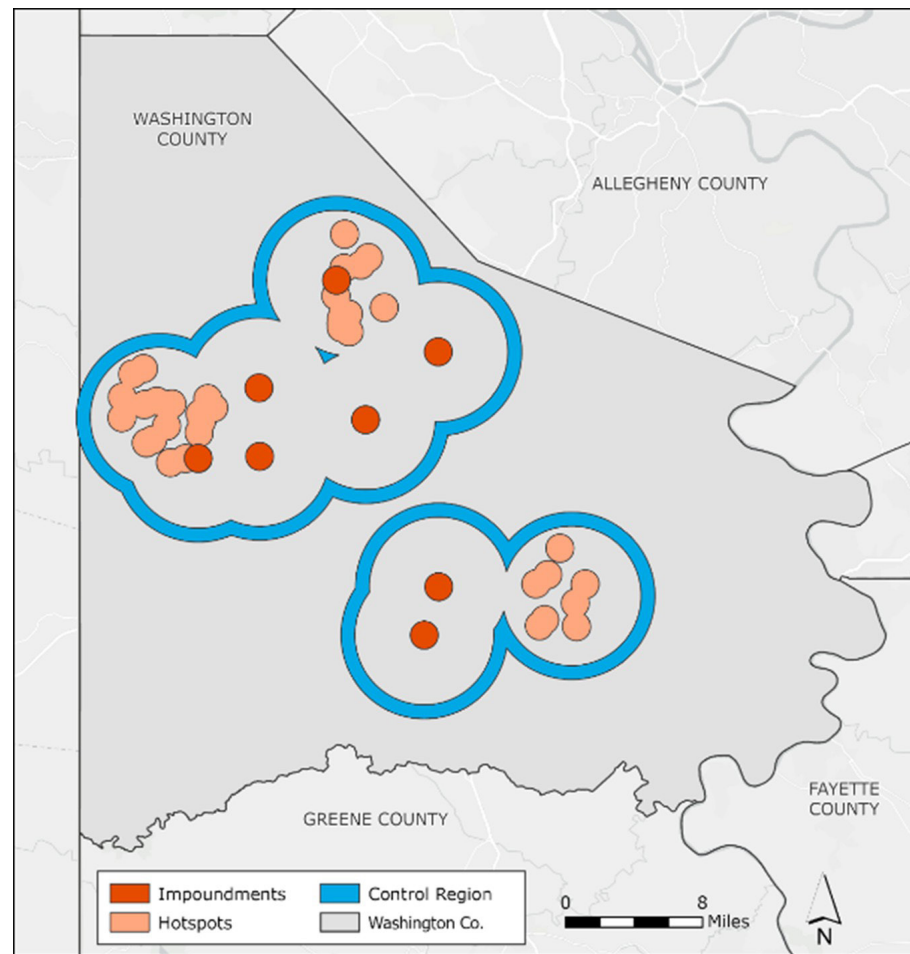 WASHINGTON
COUNTY
ALLEGHENY COUNTY
GREENE COUNTY
FAYETTE
COUNTY
Impoundments
Control Region
Hotspots
Washington Co.
0 8
Miles
N